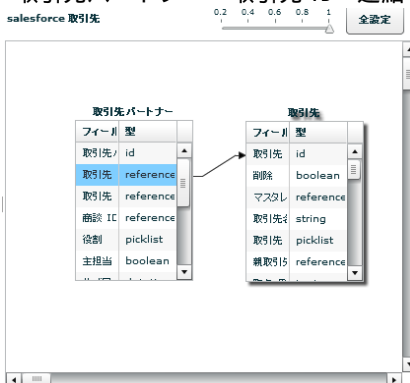 salesforce 取引先
0.2 0.4 0.6 0.8 1
全設定
取引先パートナー
フィール 型
取引先 id
取引先 reference
取引先 reference
商談 ID reference
役割 picklist
主担当 boolean
取引先
フィール 型
取引先 id
削除 boolean
マスタレ reference
取引先 string
取引先 picklist
親取引先 reference